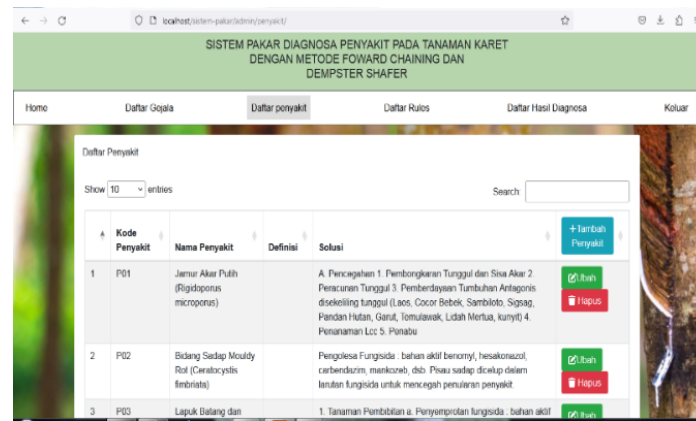 localhost/sistem-pakar/admin/penyakit/
SISTEM PAKAR DIAGNOSA PENYAKIT PADA TANAMAN KARET
DENGAN METODE FOWARD CHAINING DAN
DEMPSTER SHAFER
Home Daftar Gejala Daftar penyakit Daftar Rules Daftar Hasil Diagnosa Keluar
Daftar Penyakit
Show 10 entries Search:
Kode
Penyakit Nama Penyakit Definisi Solusi +Tambah
Penyakit
1 P01 Jamur Akar Putih
(Rigidoporus
microporus)
A. Pencegahan 1. Pembongkaran Tunggul dan Sisa Akar 2.
Peracunan Tunggul 3. Pemberdayaan Tumbuhan Antagonis
disekeliling tunggul (Laos, Cocor Bebek, Sambiloto, Sigsag,
Pandan Hutan, Garut, Temulawak, Lidah Mertua, kunyit) 4.
Penanaman Lcc 5. Penabu
Ubah
Hapus
2 P02 Bidang Sadap Mouldy
Rot (Ceratocystis
fimbriata)
Pengolesa Fungisida : bahan aktif benomyl, hesakonazol,
carbendazim, mankozeb, dsb. Pisau sadap dicelup dalam
larutan fungisida untuk mencegah penularan penyakit.
Ubah
Hapus
3 P03 Lapuk Batang dan 1. Tanaman Pembibitan a. Penyemprotan fungisida : bahan aktif Ubah